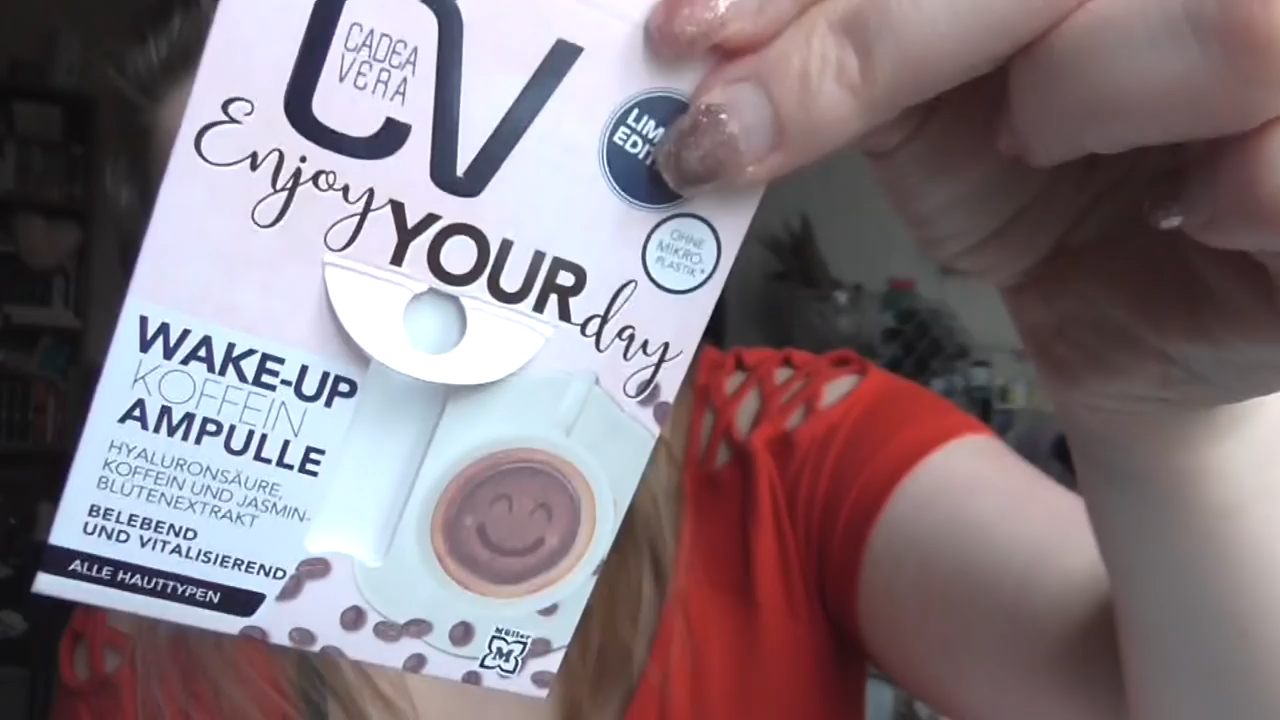 CV
CADEA
VERA
Enjoy YOUR day
OHNE
MIKRO-
PLASTIK*
WAKE-UP
KOFFEIN
AMPULLE
HYALURONSÄURE,
KOFFEIN UND JASMIN-
BLÜTENEXTRAKT
BELEBEND
UND VITALISIEREND
ALLE HAUTTYPEN
Müller
M